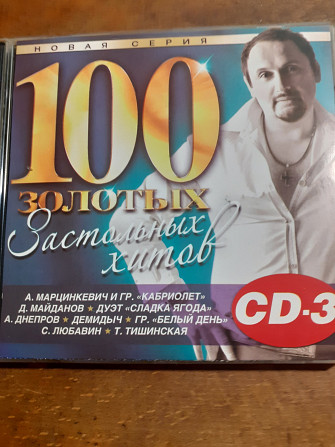 НОВАЯ СЕРИЯ
100
ЗОЛОТЫХ
Застольных
хитов
А. МАРЦИНКЕВИЧ И ГР. «КАБРИОЛЕТ»
Д. МАЙДАНОВ ★ ДУЭТ «СЛАДКА ЯГОДА»
А. ДНЕПРОВ ★ ДЕМИДЫЧ ★ ГР. «БЕЛЫЙ ДЕНЬ»
С. ЛЮБАВИН ★ Т. ТИШИНСКАЯ
CD-3